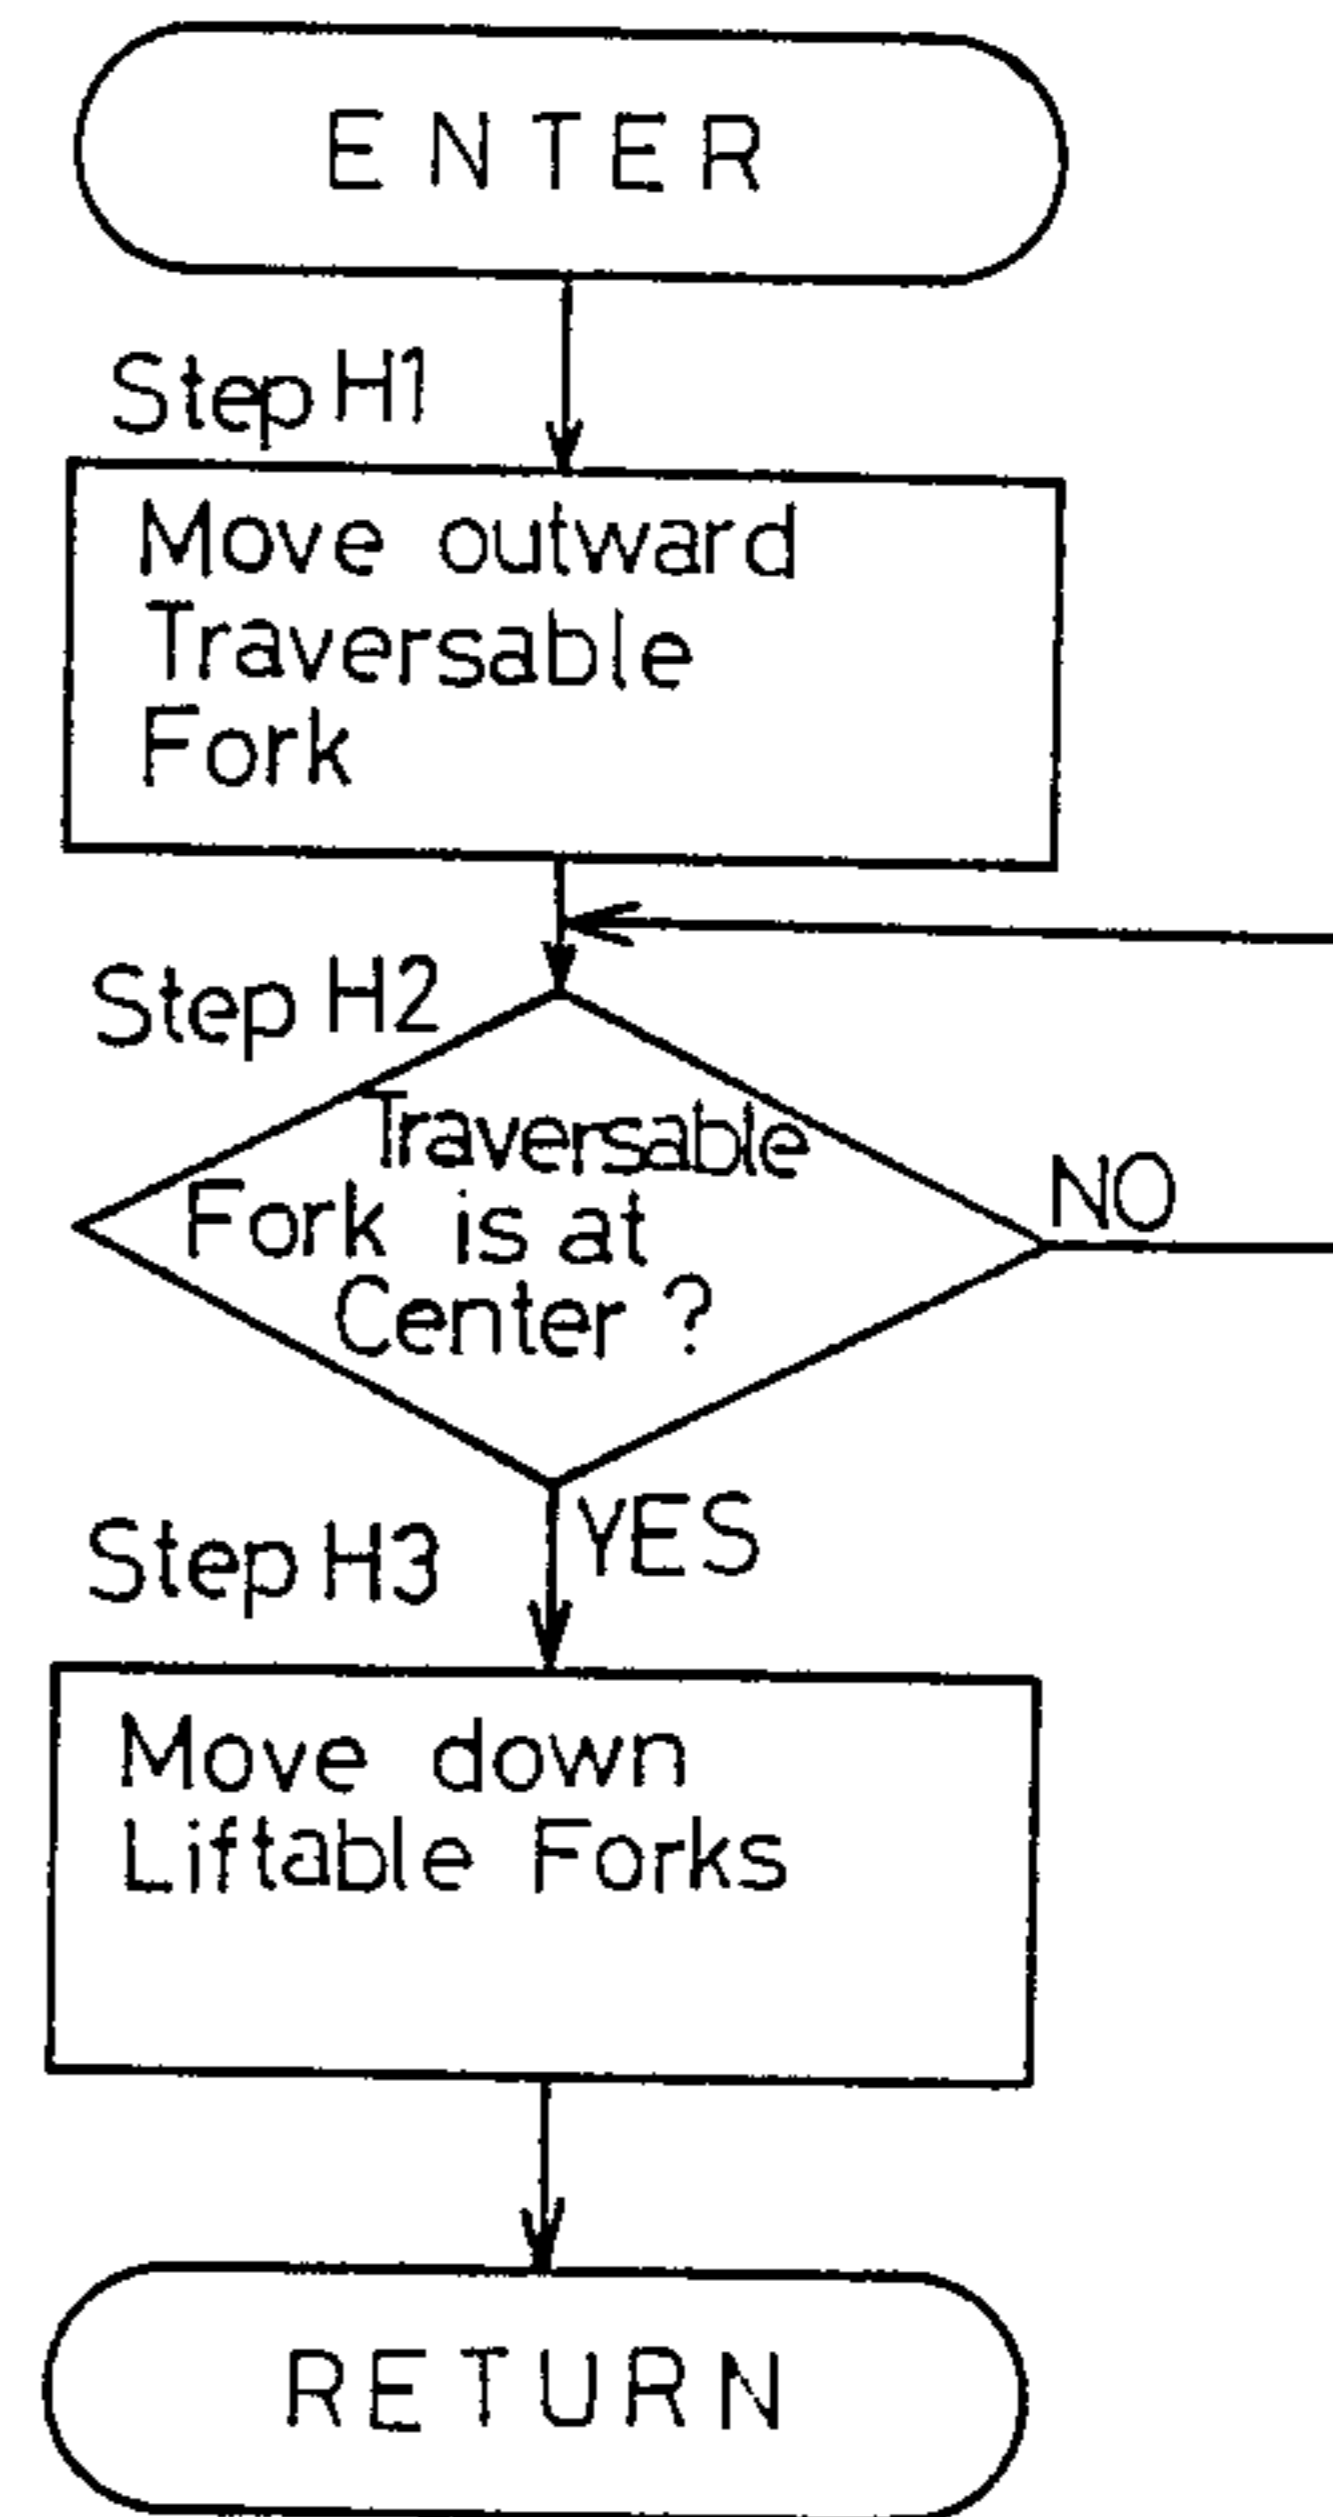 ENTER
Step H1
Move outward
Traversable
Fork
Step H2
Traversable
Fork is at
Center ?
NO
YES
Step H3
Move down
Liftable Forks
RETURN